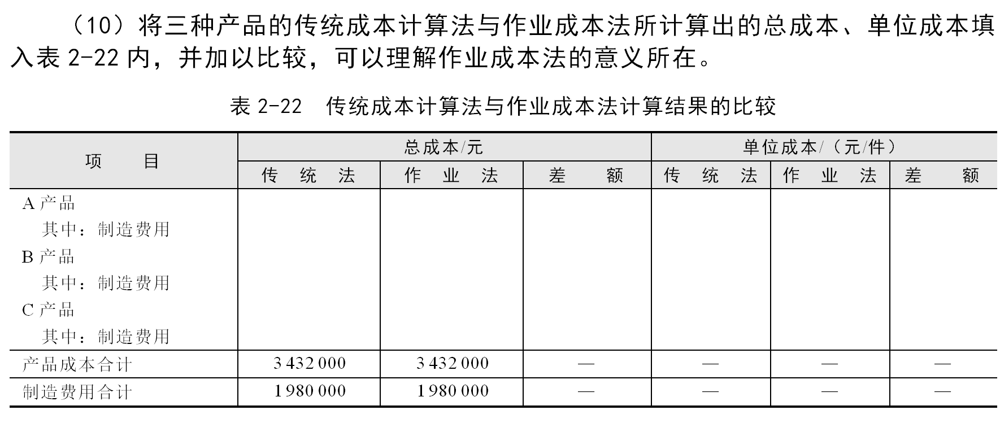 （10）将三种产品的传统成本计算法与作业成本法所计算出的总成本、单位成本填
入表 2-22 内，并加以比较，可以理解作业成本法的意义所在。
表 2-22 传统成本计算法与作业成本法计算结果的比较
项 目 总成本/元 单位成本/（元/件）
传 统 法 作 业 法 差 额 传 统 法 作 业 法 差 额
A 产品
其中：制造费用
B 产品
其中：制造费用
C 产品
其中：制造费用
产品成本合计 3 432 000 3 432 000 — — — —
制造费用合计 1 980 000 1 980 000 — — — —